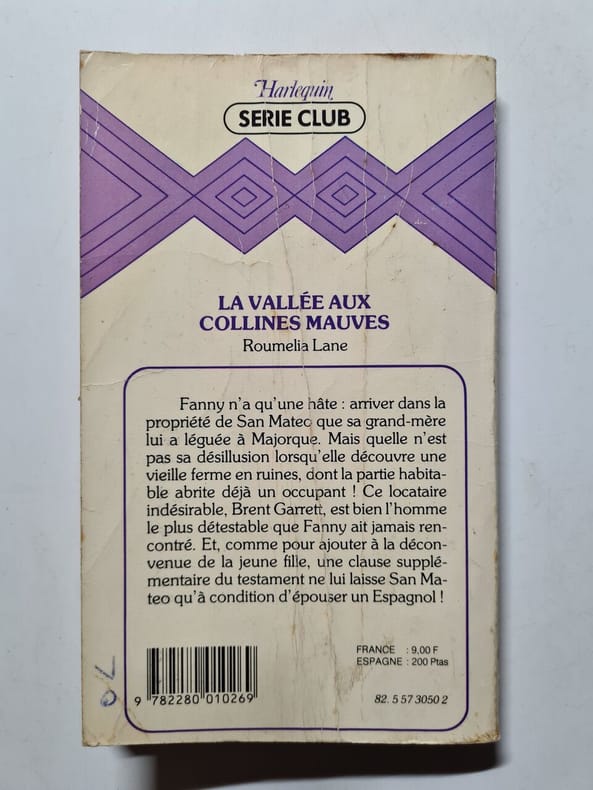 Harlequin
SERIE CLUB
LA VALLÉE AUX
COLLINES MAUVES
Roumelia Lane
Fanny n'a qu'une hâte : arriver dans la
propriété de San Mateo que sa grand-mère
lui a léguée à Majorque. Mais quelle n'est
pas sa désillusion lorsqu'elle découvre une
vieille ferme en ruines, dont la partie habita-
ble abrite déjà un occupant ! Ce locataire
indésirable, Brent Garrett, est bien l'homme
le plus détestable que Fanny ait jamais ren-
contré. Et, comme pour ajouter à la décon-
venue de la jeune fille, une clause supplé-
mentaire du testament ne lui laisse San Ma-
teo qu'à condition d'épouser un Espagnol !
FRANCE : 9,00 F
ESPAGNE : 200 Ptas
9 782280 010269
82. 5 57 3050 2